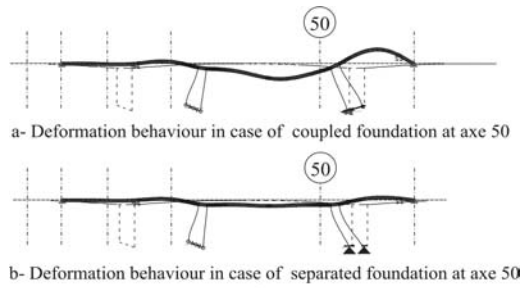 50
a- Deformation behaviour in case of coupled foundation at axe 50
50
b- Deformation behaviour in case of separated foundation at axe 50